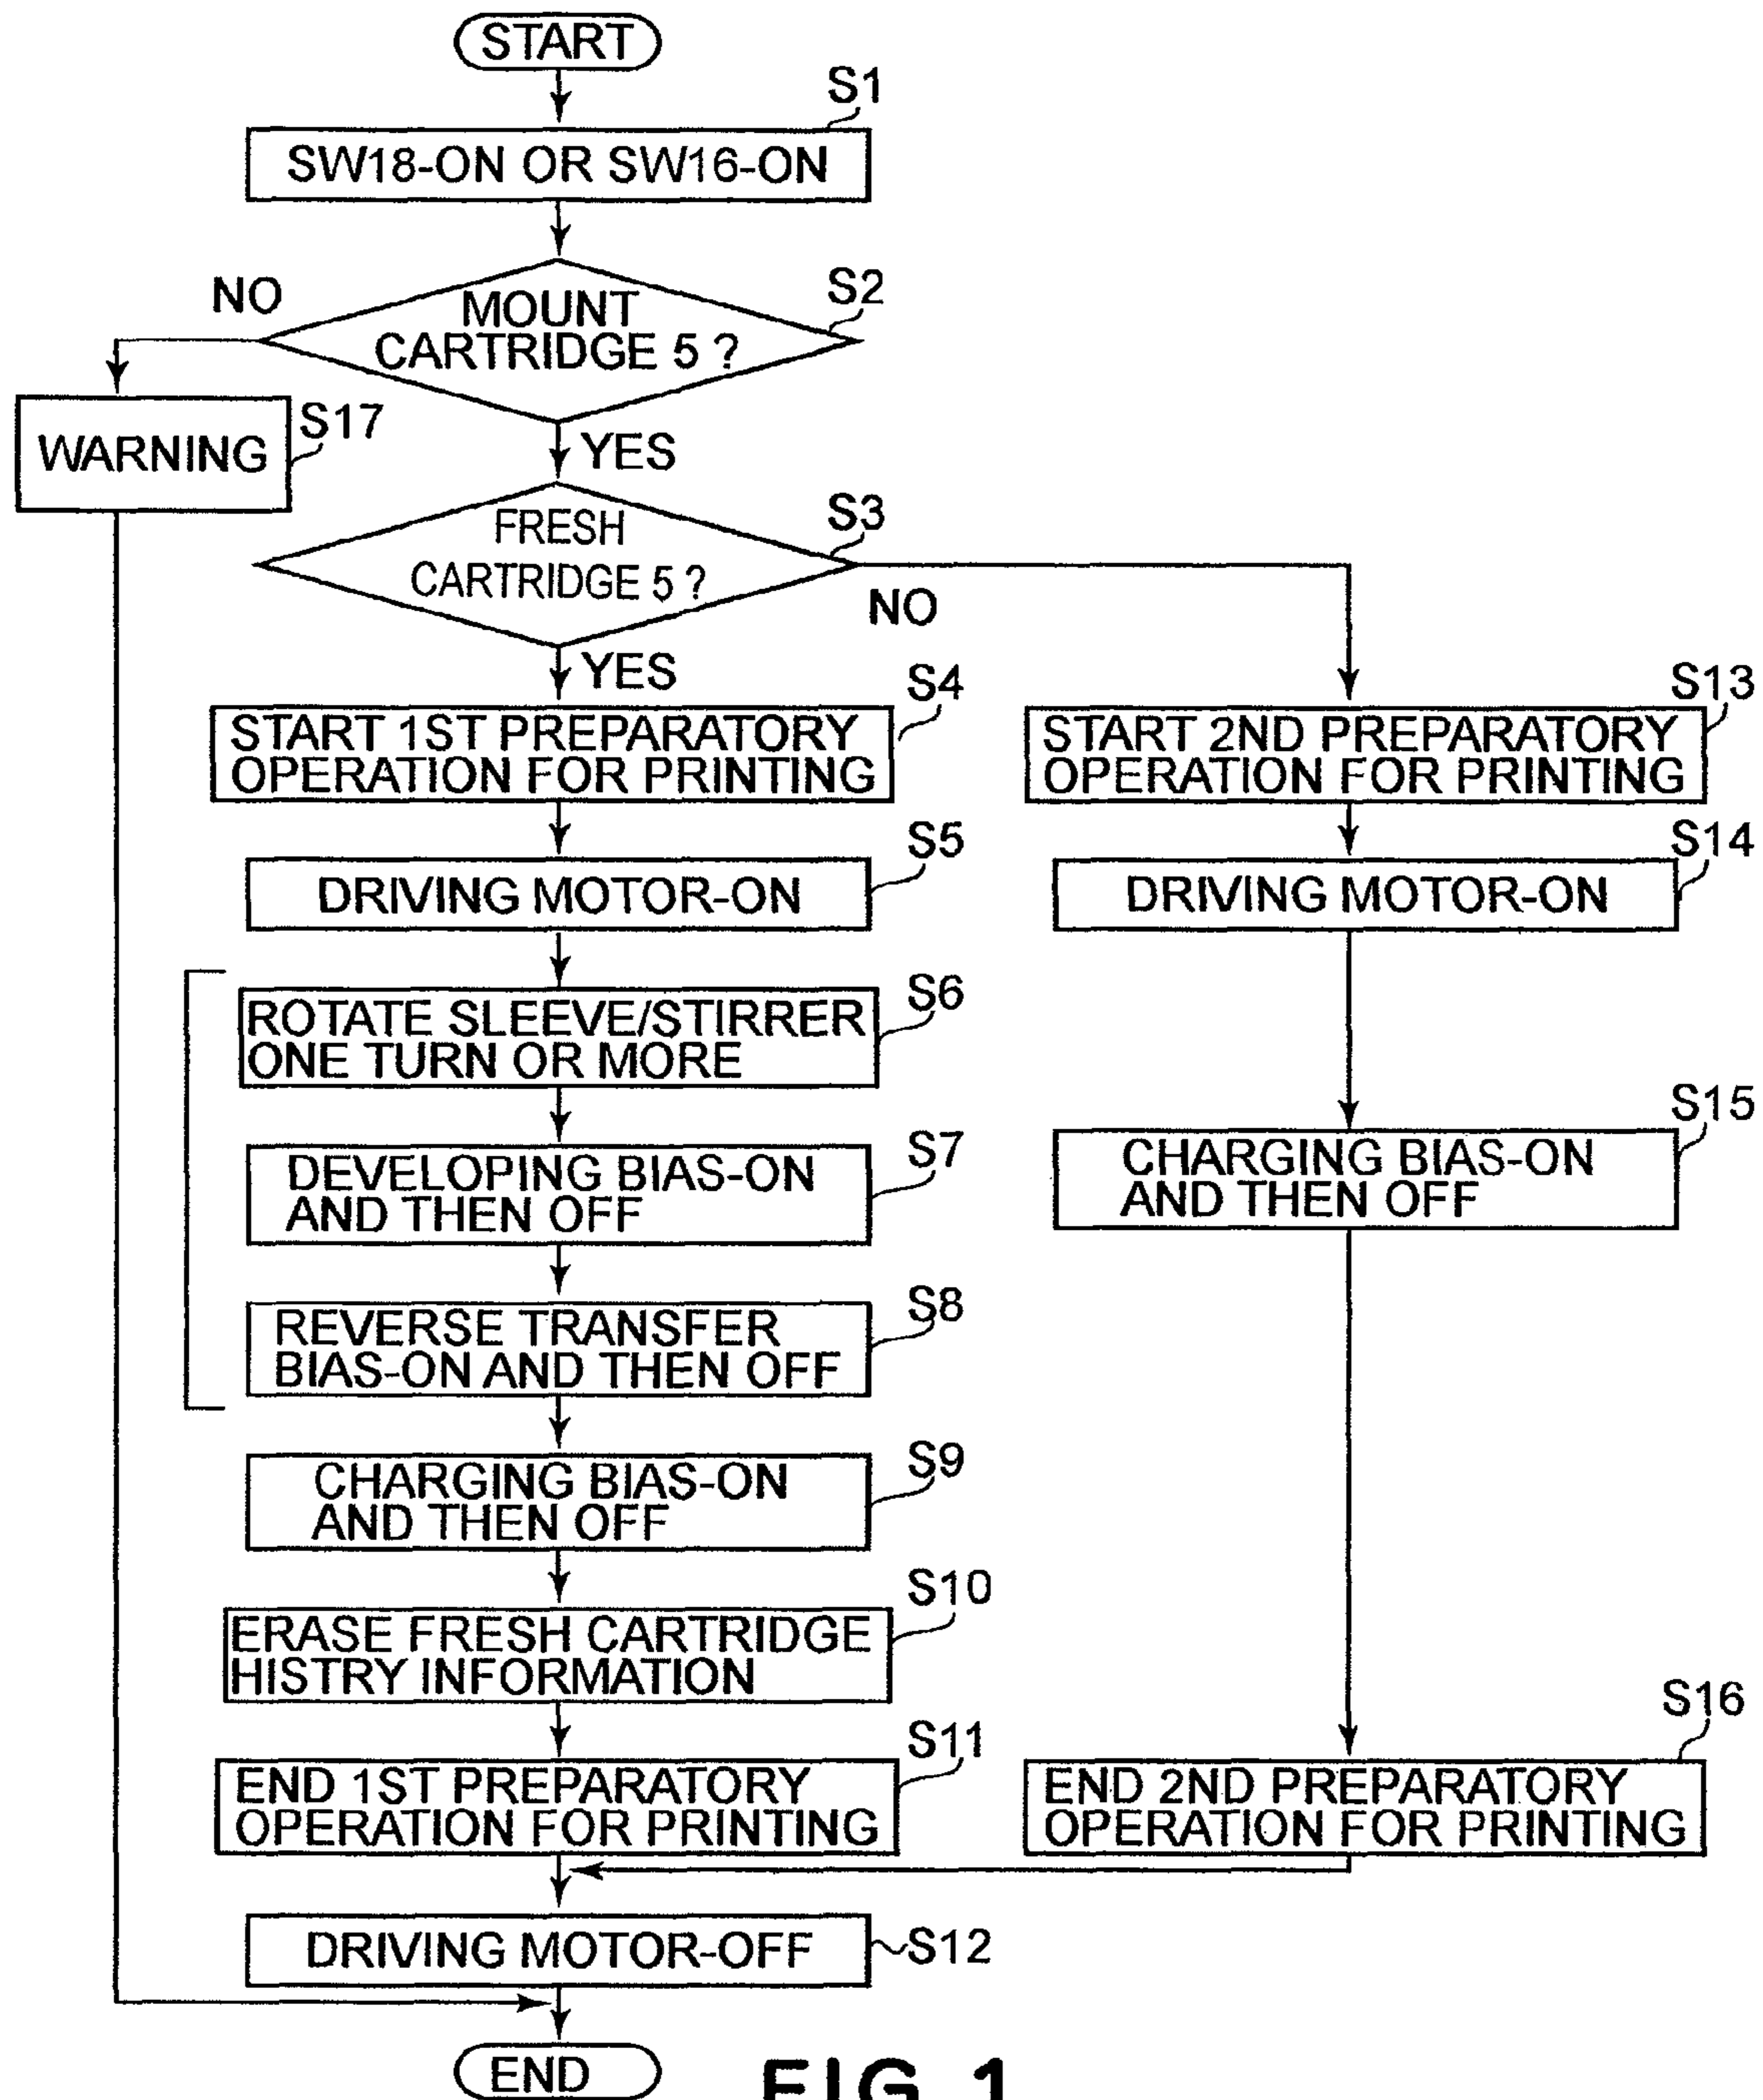 START
S1
SW18-ON OR SW16-ON
S2
NO
MOUNT
CARTRIDGE 5 ?
S17
WARNING
YES
S3
FRESH
CARTRIDGE 5 ?
NO
YES
S4
START 1ST PREPARATORY
OPERATION FOR PRINTING
S13
START 2ND PREPARATORY
OPERATION FOR PRINTING
S5
DRIVING MOTOR-ON
S14
DRIVING MOTOR-ON
S6
ROTATE SLEEVE/STIRRER
ONE TURN OR MORE
S7
DEVELOPING BIAS-ON
AND THEN OFF
S15
CHARGING BIAS-ON
AND THEN OFF
S8
REVERSE TRANSFER
BIAS-ON AND THEN OFF
S9
CHARGING BIAS-ON
AND THEN OFF
S10
ERASE FRESH CARTRIDGE
HISTRY INFORMATION
S11
END 1ST PREPARATORY
OPERATION FOR PRINTING
S16
END 2ND PREPARATORY
OPERATION FOR PRINTING
DRIVING MOTOR-OFF
S12
END
FIG. 1